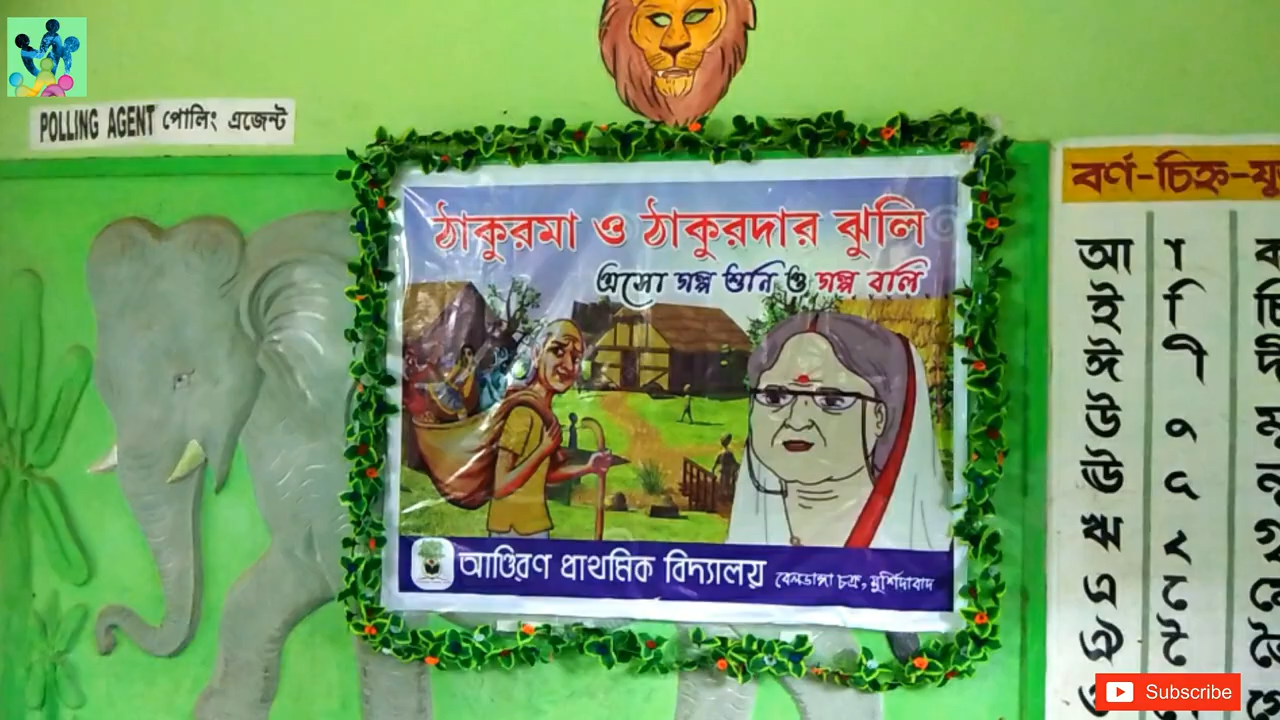 POLLING AGENT পোলিং এজেন্ট
ঠাকুরমা ও ঠাকুরদার ঝুলি
এসো গল্প শুনি ও গল্প বলি
আণ্ডিরণ প্রাথমিক বিদ্যালয় বেলডাঙ্গা চক্র, মুর্শিদাবাদ
বর্ণ-চিহ্ন-যু
আ া
ই ি
ঈ ী
উ ু
ঊ ূ
ঋ ৃ
এ ে
ঐ ৈ
Subscribe